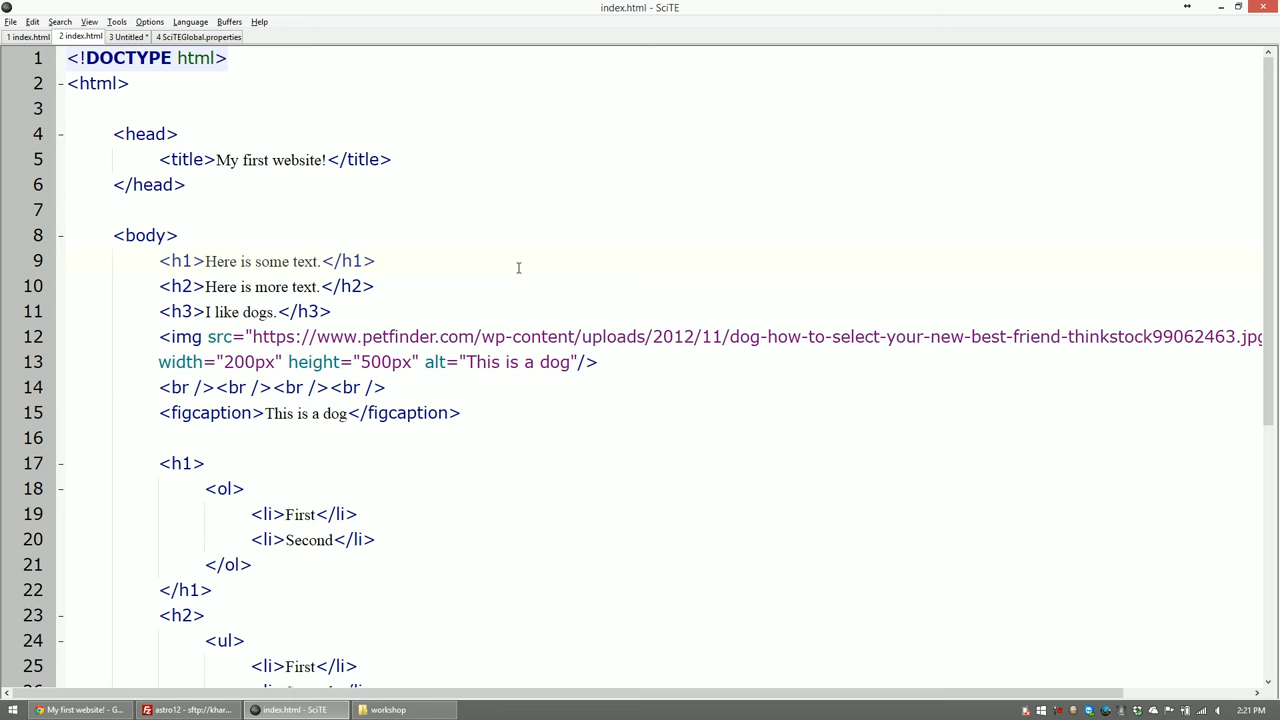 index.html - SciTE
File Edit Search View Tools Options Language Buffers Help
1 index.html 2 index.html 3 Untitled * 4 SciTEGlobal.properties
1 <!DOCTYPE html>
2 <html>
3
4 <head>
5 <title>My first website!</title>
6 </head>
7
8 <body>
9 <h1>Here is some text.</h1>
10 <h2>Here is more text.</h2>
11 <h3>I like dogs.</h3>
12 <img src="https://www.petfinder.com/wp-content/uploads/2012/11/dog-how-to-select-your-new-best-friend-thinkstock99062463.jpg
13 width="200px" height="500px" alt="This is a dog"/>
14 <br /><br /><br /><br />
15 <figcaption>This is a dog</figcaption>
16
17 <h1>
18 <ol>
19 <li>First</li>
20 <li>Second</li>
21 </ol>
22 </h1>
23 <h2>
24 <ul>
25 <li>First</li>
My first website! - G... astro12 - sftp://khar... index.html - SciTE workshop 2:21 PM